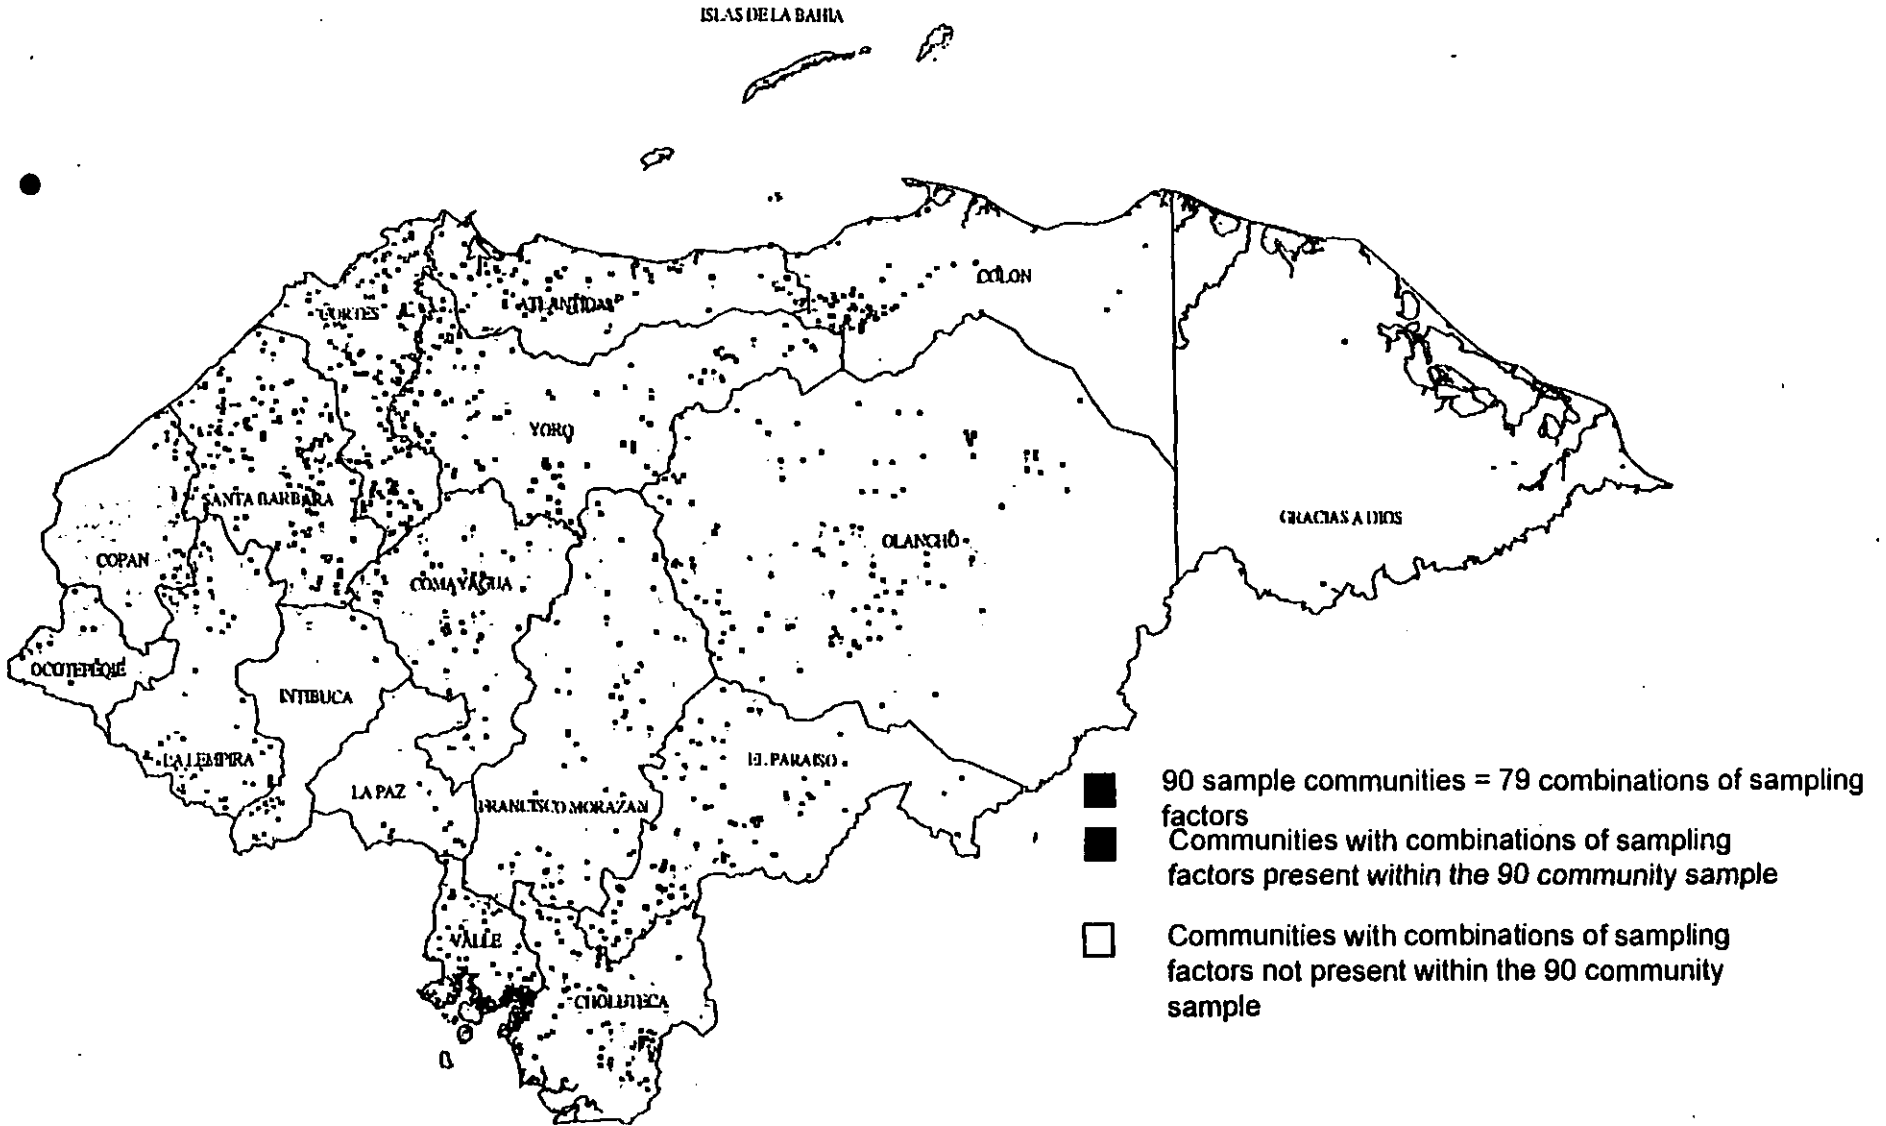 ISLAS DE LA BAHIA
COLON
ATLANTIDA
CORTES
YORO
SANTA BARBARA
GRACIAS A DIOS
OLANCHO
COPAN
COMAYAGUA
OCOTEPEQUE
INTIBUCA
LA LEMPIRA
EL PARAISO
LA PAZ
FRANCISCO MORAZAN
VALLE
CHOLUTECA
90 sample communities = 79 combinations of sampling
factors
Communities with combinations of sampling
factors present within the 90 community sample
Communities with combinations of sampling
factors not present within the 90 community
sample